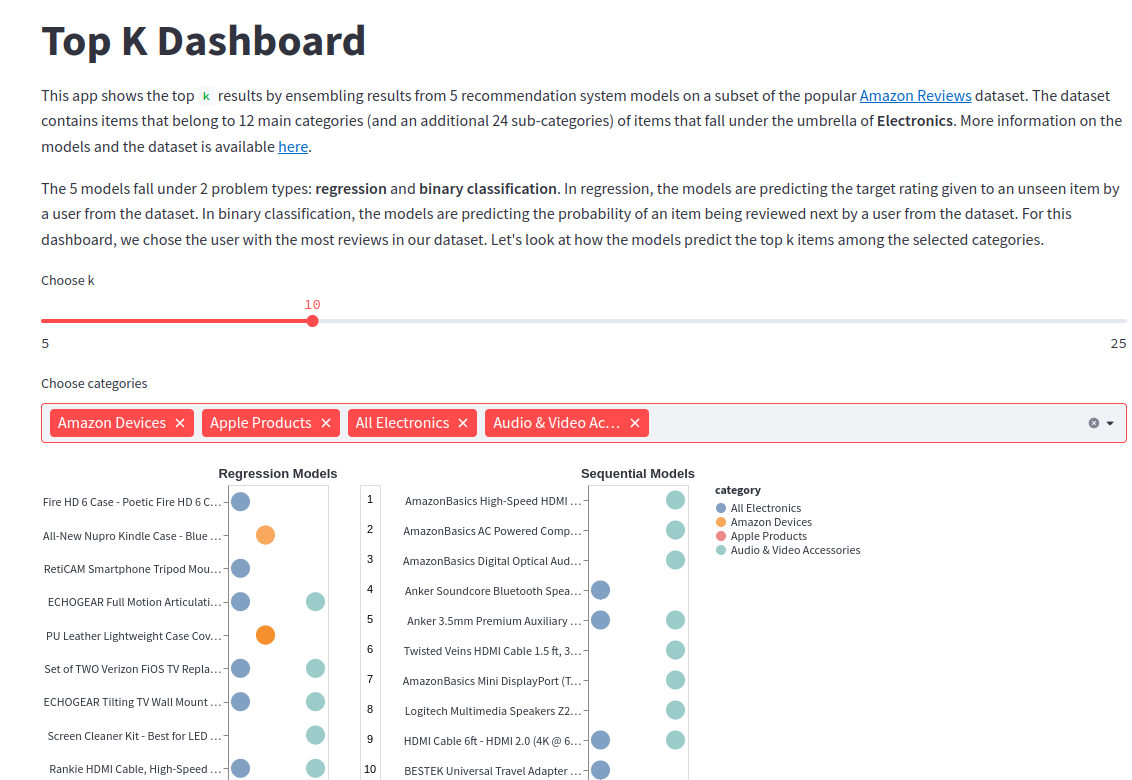 Top K Dashboard
This app shows the top k results by ensembling results from 5 recommendation system models on a subset of the popular Amazon Reviews dataset. The dataset
contains items that belong to 12 main categories (and an additional 24 sub-categories) of items that fall under the umbrella of Electronics. More information on the
models and the dataset is available here.
The 5 models fall under 2 problem types: regression and binary classification. In regression, the models are predicting the target rating given to an unseen item by
a user from the dataset. In binary classification, the models are predicting the probability of an item being reviewed next by a user from the dataset. For this
dashboard, we chose the user with the most reviews in our dataset. Let's look at how the models predict the top k items among the selected categories.
Choose k
10
5 25
Choose categories
Amazon Devices Apple Products All Electronics Audio & Video Ac…
Regression Models
Fire HD 6 Case - Poetic Fire HD 6 C…
All-New Nupro Kindle Case - Blue …
RetiCAM Smartphone Tripod Mou…
ECHOGEAR Full Motion Articulati…
PU Leather Lightweight Case Cov…
Set of TWO Verizon FiOS TV Repla…
ECHOGEAR Tilting TV Wall Mount …
Screen Cleaner Kit - Best for LED …
Rankie HDMI Cable, High-Speed …
1
2
3
4
5
6
7
8
9
10
Sequential Models
AmazonBasics High-Speed HDMI …
AmazonBasics AC Powered Comp…
AmazonBasics Digital Optical Aud…
Anker Soundcore Bluetooth Spea…
Anker 3.5mm Premium Auxiliary …
Twisted Veins HDMI Cable 1.5 ft, 3…
AmazonBasics Mini DisplayPort (T…
Logitech Multimedia Speakers Z2…
HDMI Cable 6ft - HDMI 2.0 (4K @ 6…
BESTEK Universal Travel Adapter …
category
All Electronics
Amazon Devices
Apple Products
Audio & Video Accessories